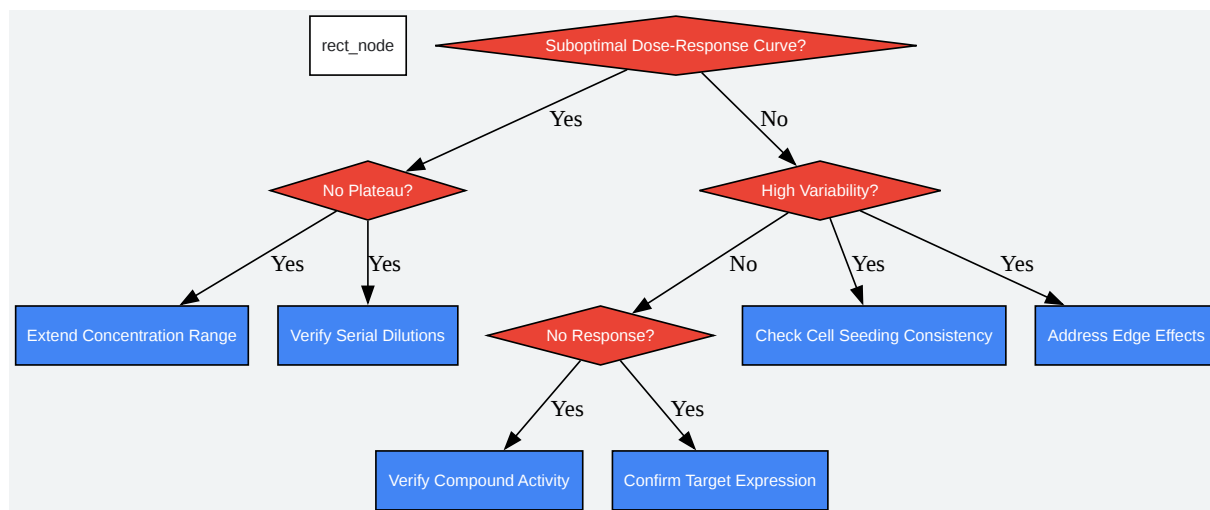 rect_node
Suboptimal Dose-Response Curve?
Yes
No
No Plateau?
High Variability?
Yes
Yes
No
Yes
Yes
Extend Concentration Range
Verify Serial Dilutions
No Response?
Check Cell Seeding Consistency
Address Edge Effects
Yes
Yes
Verify Compound Activity
Confirm Target Expression